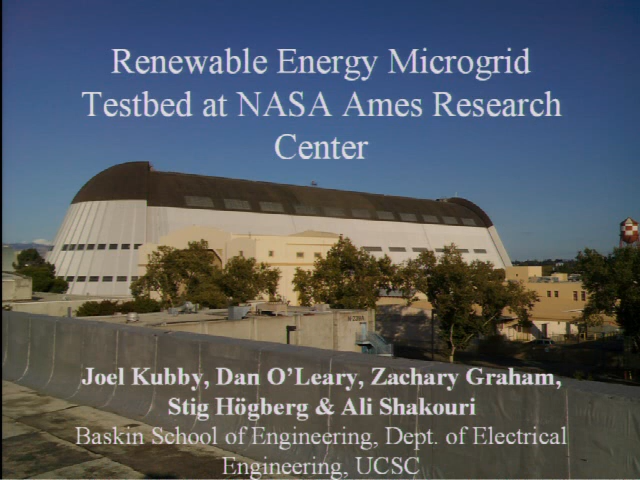 Renewable Energy Microgrid
Testbed at NASA Ames Research
Center
Joel Kubby, Dan O'Leary, Zachary Graham,
Stig Högberg & Ali Shakouri
Baskin School of Engineering, Dept. of Electrical
Engineering, UCSC